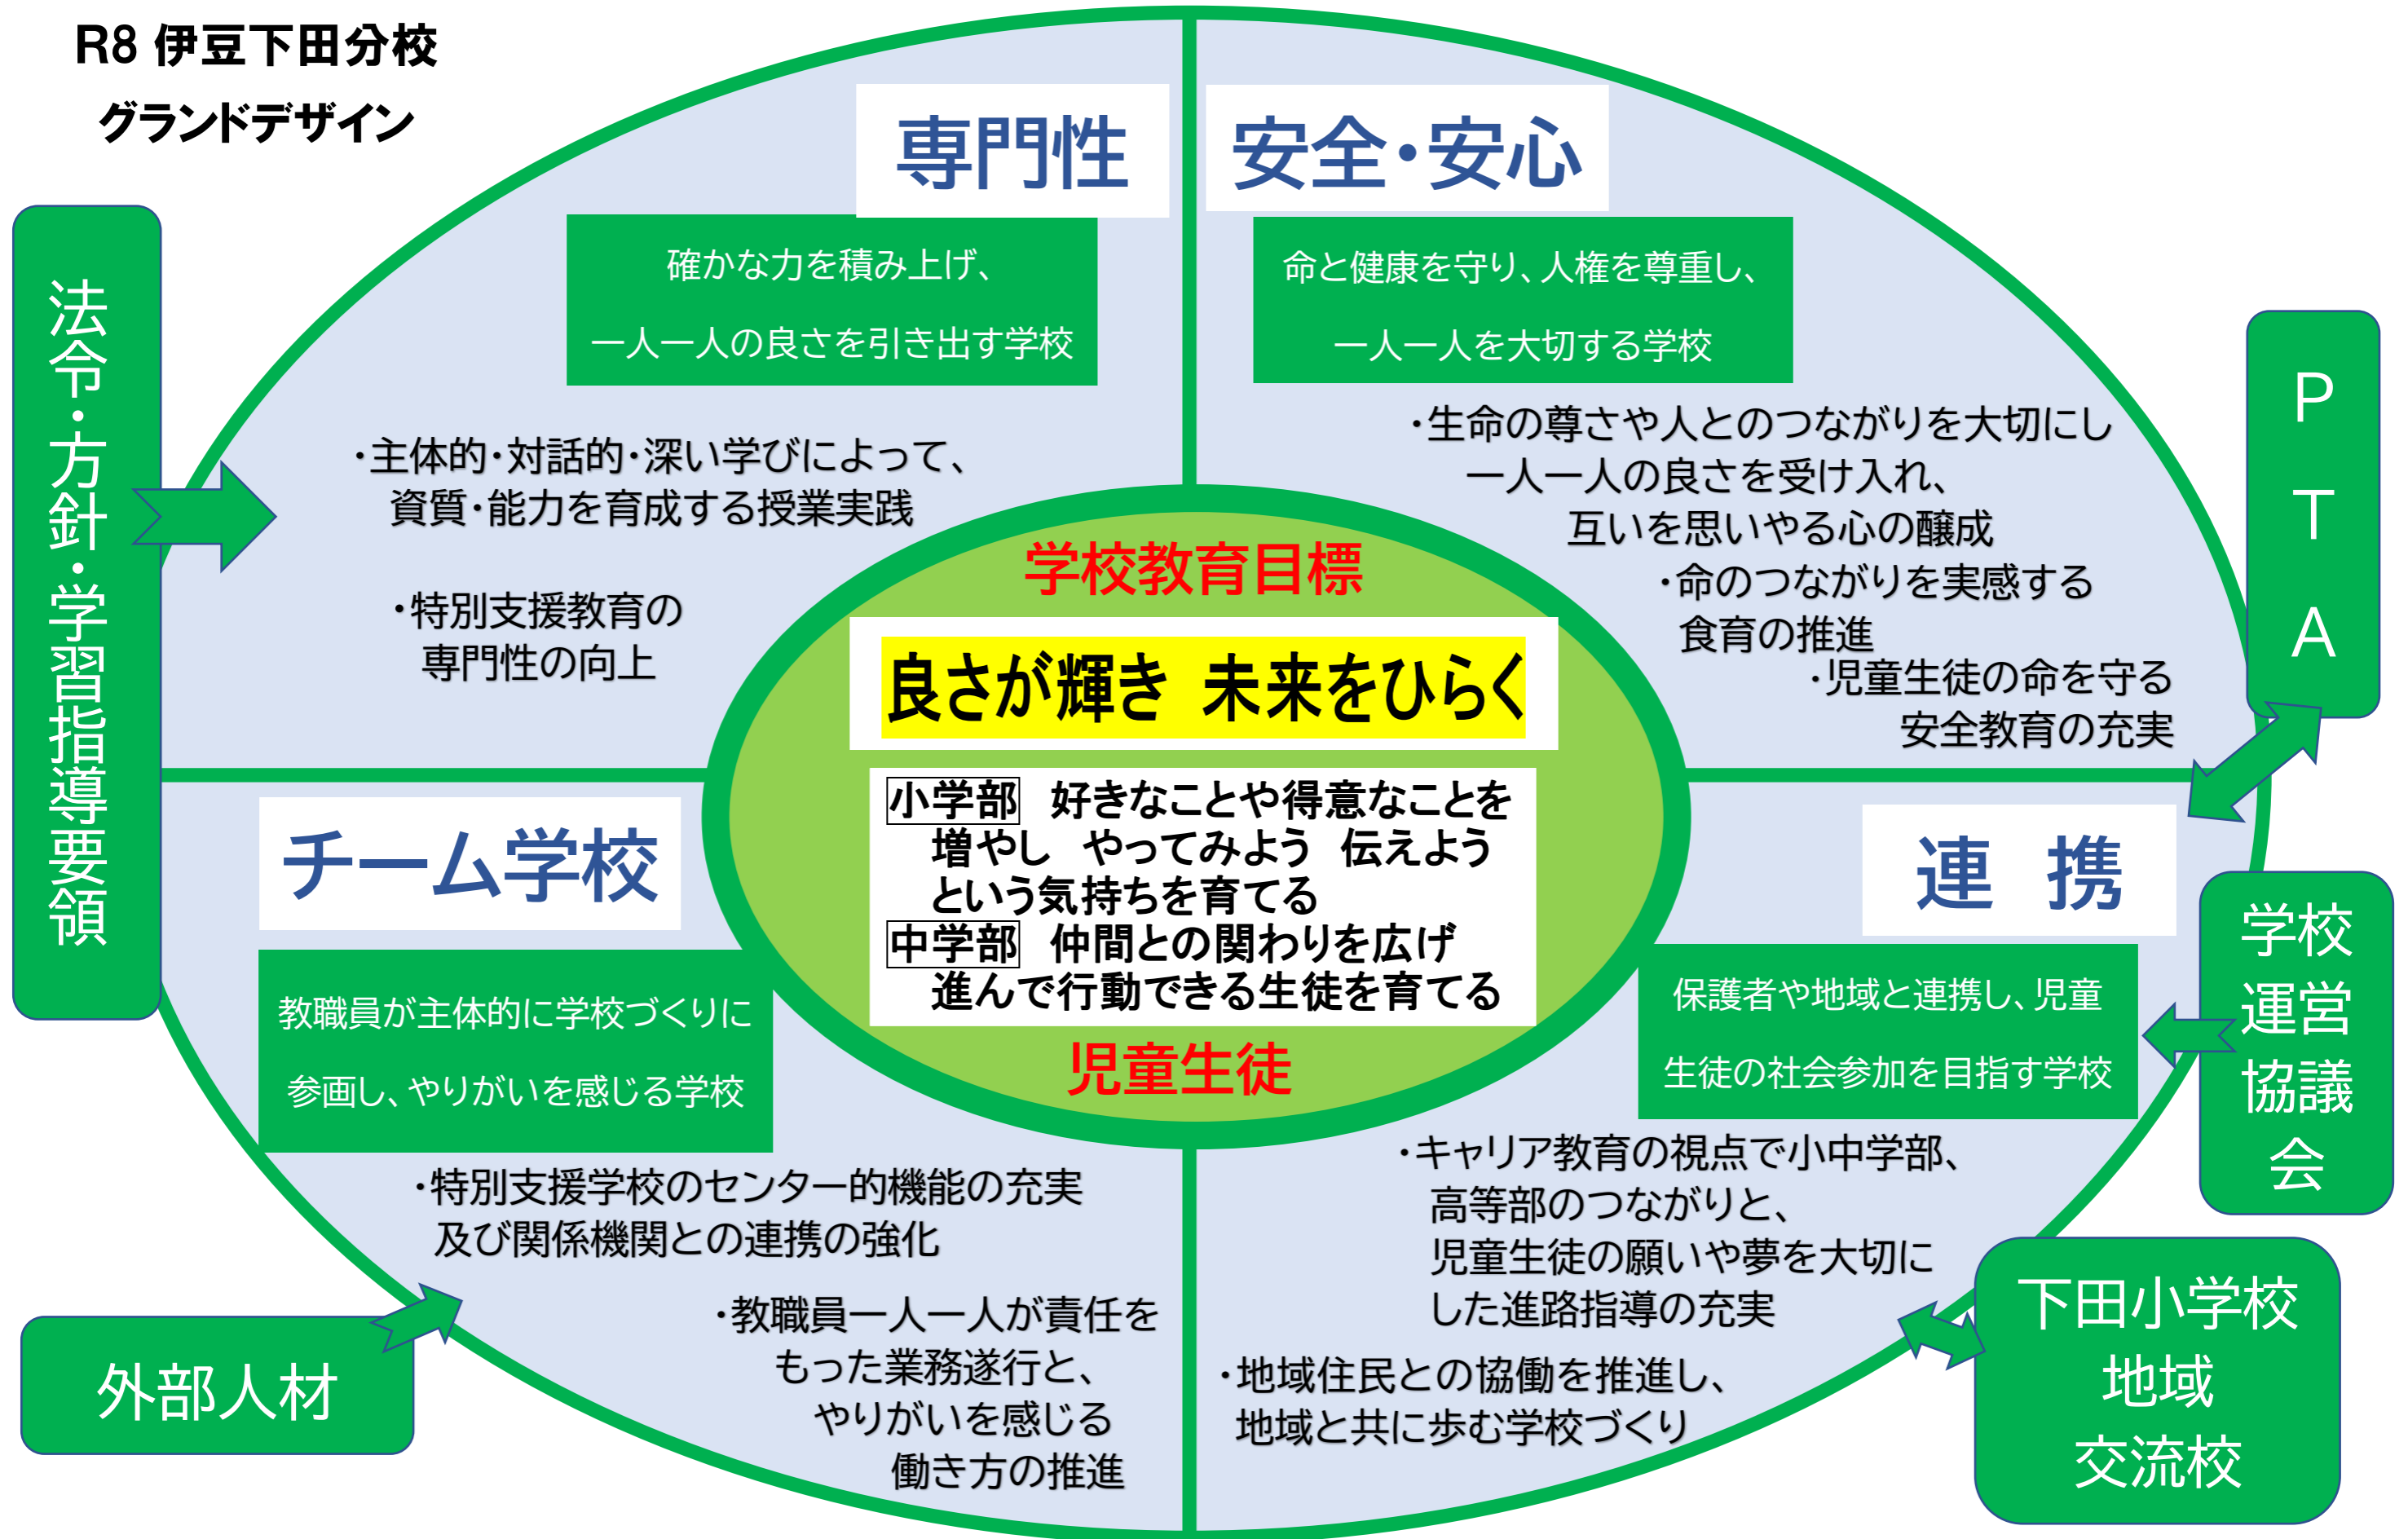 R8 伊豆下田分校
グランドデザイン
法令・方針・学習指導要領
専門性
確かな力を積み上げ、
一人一人の良さを引き出す学校
・主体的・対話的・深い学びによって、
資質・能力を育成する授業実践
・特別支援教育の
専門性の向上
安全・安心
命と健康を守り、人権を尊重し、
一人一人を大切する学校
・生命の尊さや人とのつながりを大切にし
一人一人の良さを受け入れ、
互いを思いやる心の醸成
・命のつながりを実感する
食育の推進
・児童生徒の命を守る
安全教育の充実
PTA
学校教育目標
良さが輝き 未来をひらく
小学部 好きなことや得意なことを
増やし やってみよう 伝えよう
という気持ちを育てる
中学部 仲間との関わりを広げ
進んで行動できる生徒を育てる
児童生徒
チーム学校
教職員が主体的に学校づくりに
参画し、やりがいを感じる学校
・特別支援学校のセンター的機能の充実
及び関係機関との連携の強化
・教職員一人一人が責任を
もった業務遂行と、
やりがいを感じる
働き方の推進
外部人材
連 携
保護者や地域と連携し、児童
生徒の社会参加を目指す学校
・キャリア教育の視点で小中学部、
高等部のつながりと、
児童生徒の願いや夢を大切に
した進路指導の充実
・地域住民との協働を推進し、
地域と共に歩む学校づくり
学校
運営
協議
会
下田小学校
地域
交流校